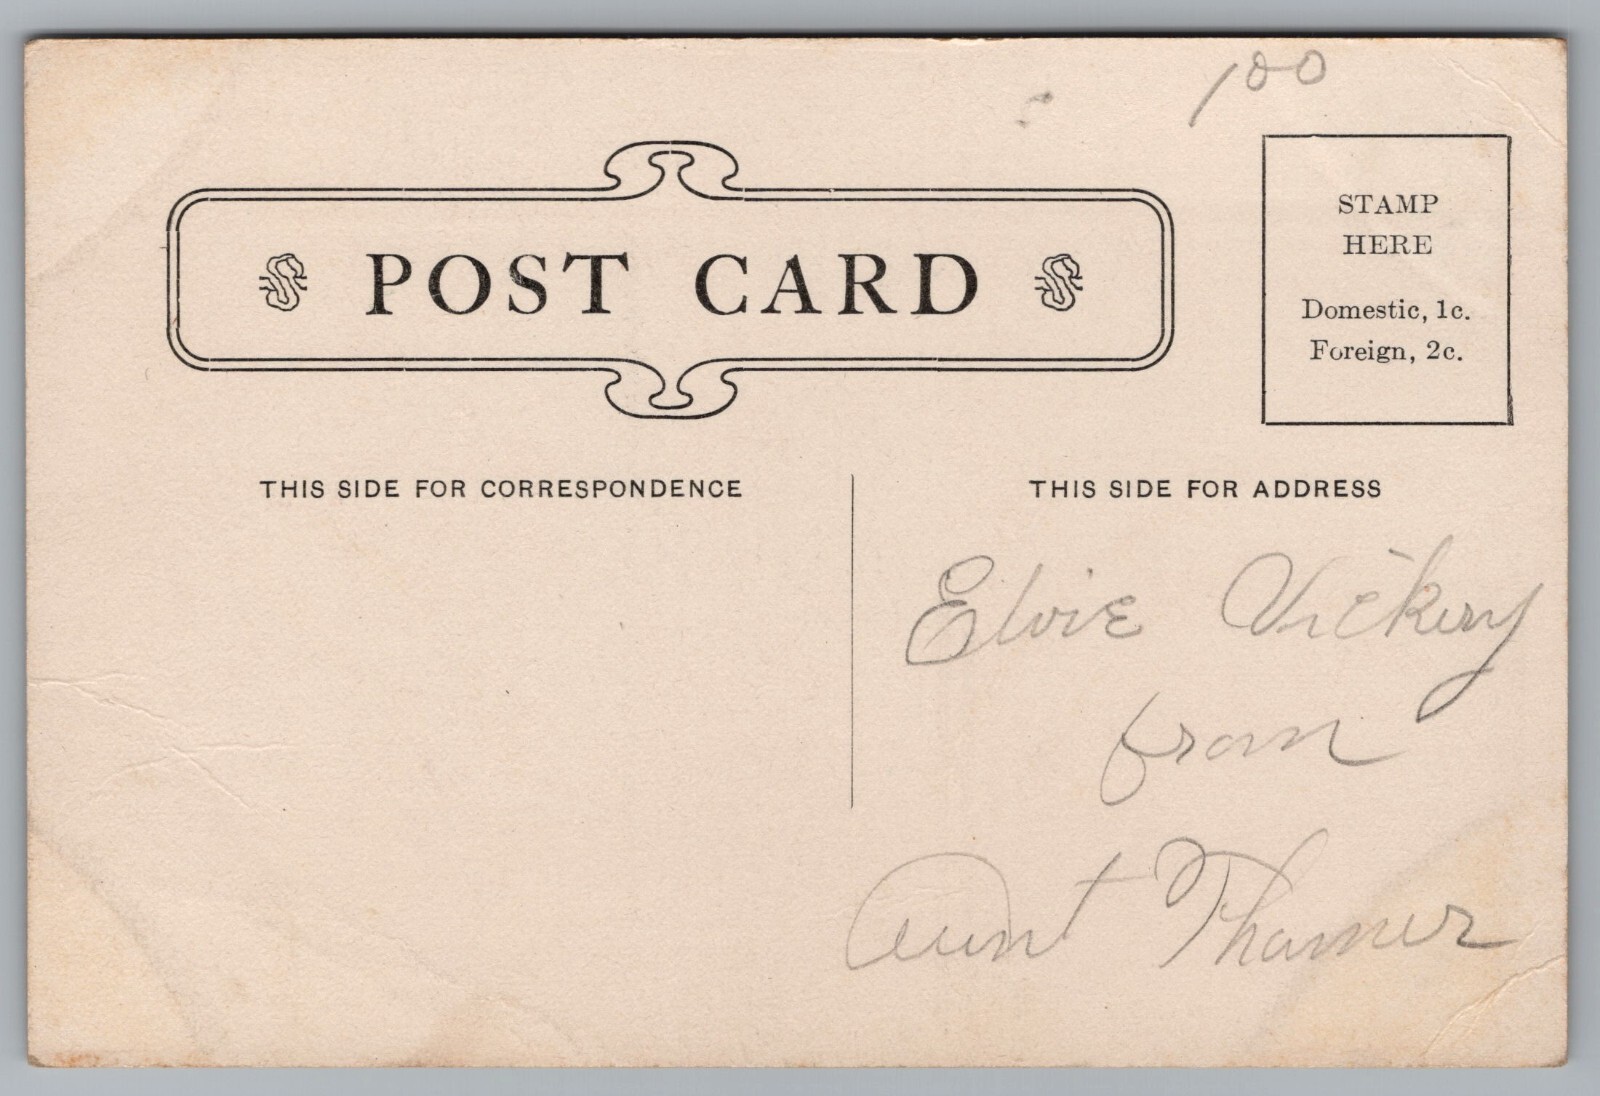 100
POST CARD
STAMP
HERE
Domestic, 1c.
Foreign, 2c.
THIS SIDE FOR CORRESPONDENCE
THIS SIDE FOR ADDRESS
Elvie Vickery
from
Aunt Thamer